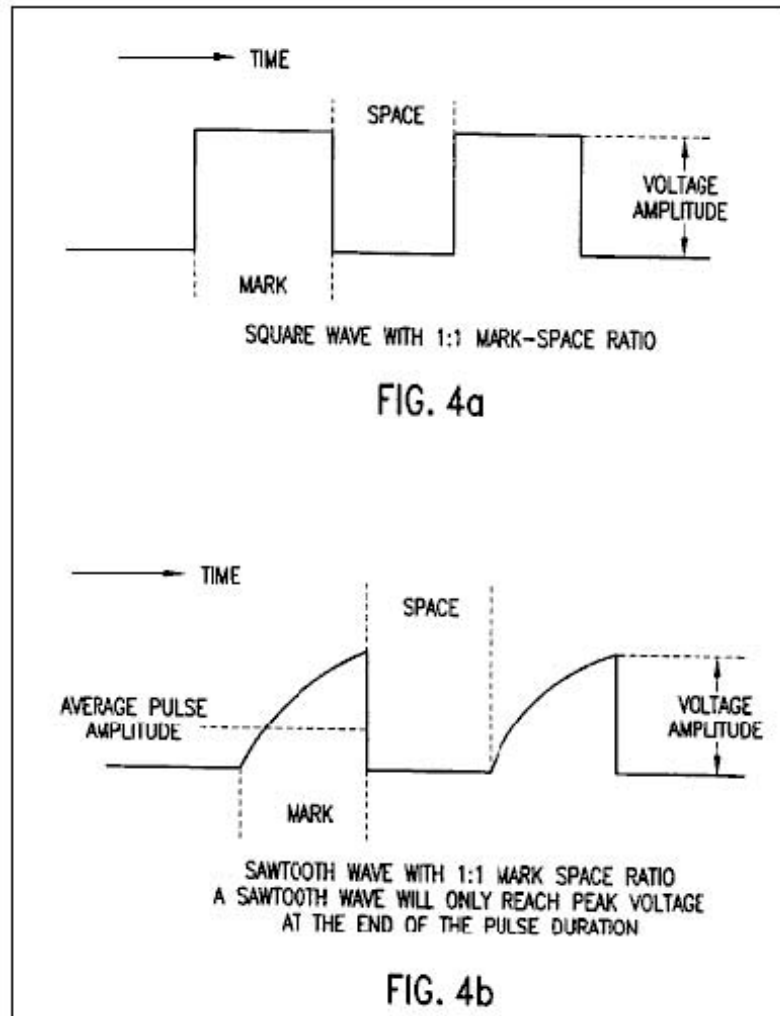 TIME
SPACE
VOLTAGE
AMPLITUDE
MARK
SQUARE WAVE WITH 1:1 MARK-SPACE RATIO
FIG. 4a
TIME
SPACE
AVERAGE PULSE
AMPLITUDE
VOLTAGE
AMPLITUDE
MARK
SAWTOOTH WAVE WITH 1:1 MARK SPACE RATIO
A SAWTOOTH WAVE WILL ONLY REACH PEAK VOLTAGE
AT THE END OF THE PULSE DURATION
FIG. 4b